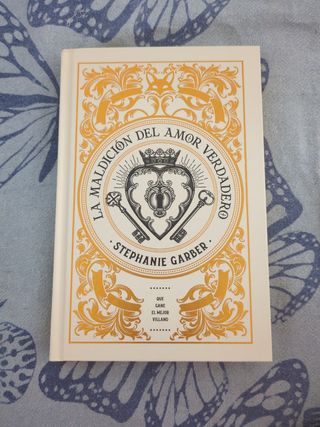 LA MALDICIÓN DEL AMOR VERDADERO
· STEPHANIE GARBER ·
QUE
GANE
EL MEJOR
VILLANO